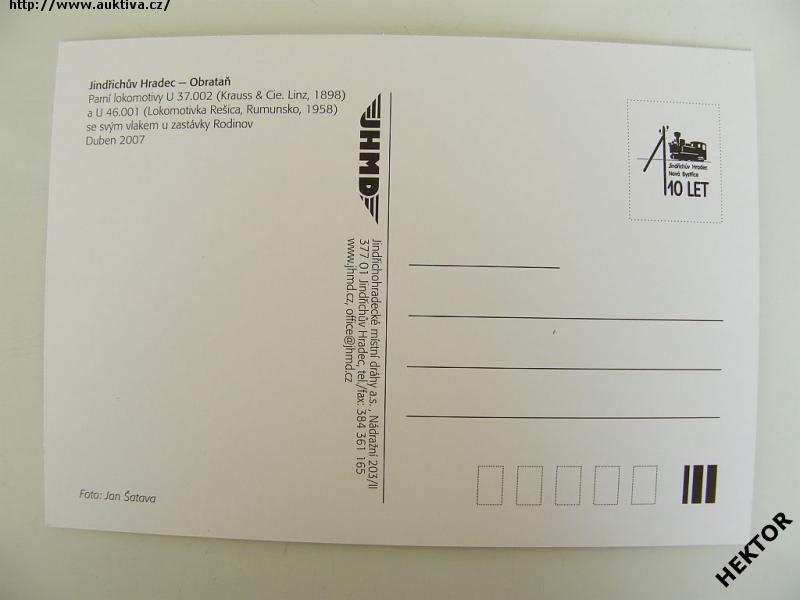 http://www.auktiva.cz/
Jindřichův Hradec – Obrataň
Parní lokomotivy U 37.002 (Krauss & Cie. Linz, 1898)
a U 46.001 (Lokomotivka Rešica, Rumunsko, 1958)
se svým vlakem u zastávky Rodinov
Duben 2007
JHMD
Jindřichohradecké místní dráhy a.s., Nádražní 203/II
377 01 Jindřichův Hradec, tel./fax: 384 361 165
www.jhmd.cz, office@jhmd.cz
Jindřichův Hradec
Nová Bystřice
10 LET
Foto: Jan Šatava
HEKTOR